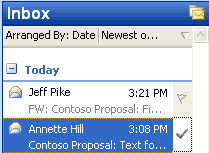 Inbox
Arranged By: Date Newest o...
Today
Jeff Pike 3:21 PM
FW: Contoso Proposal: Fi...
Annette Hill 3:08 PM
Contoso Proposal: Text fo...